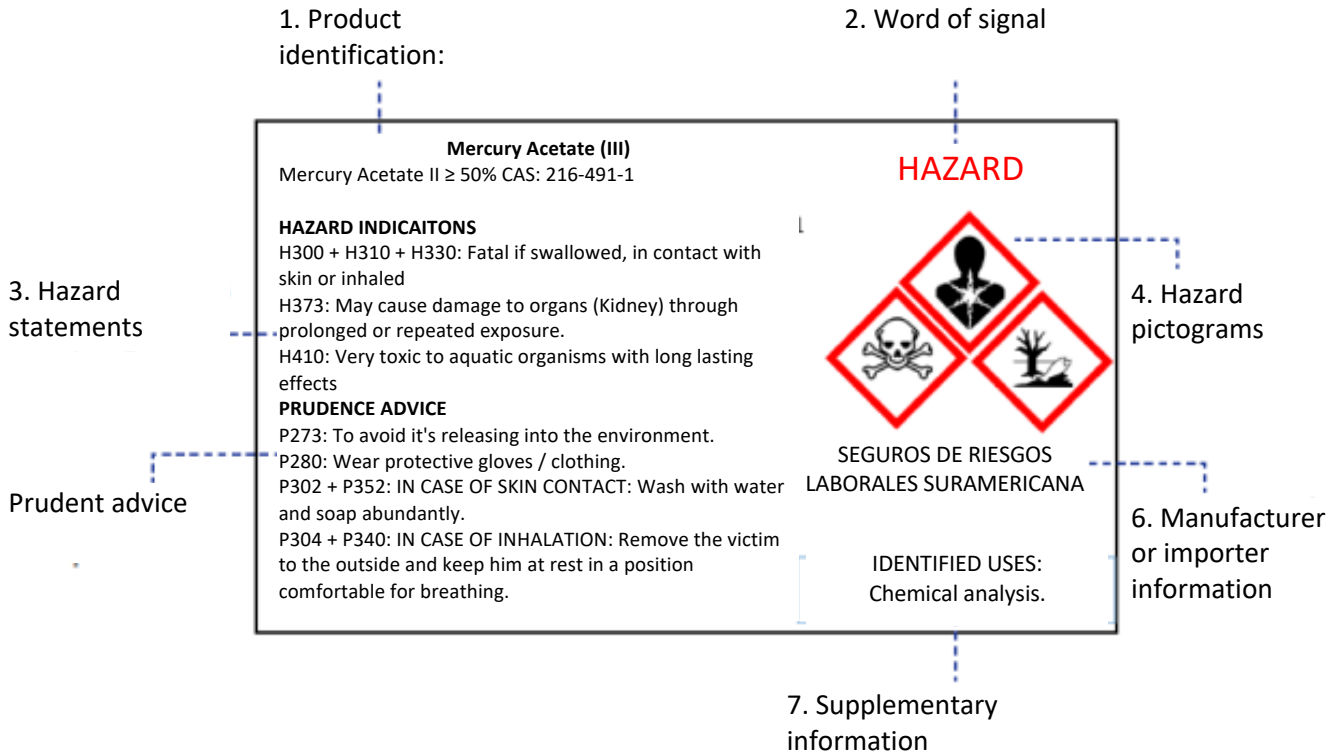 1. Product
identification:
2. Word of signal
Mercury Acetate (III)
Mercury Acetate II ≥ 50% CAS: 216-491-1
HAZARD
HAZARD INDICAITONS
H300 + H310 + H330: Fatal if swallowed, in contact with
skin or inhaled
H373: May cause damage to organs (Kidney) through
prolonged or repeated exposure.
H410: Very toxic to aquatic organisms with long lasting
effects
PRUDENCE ADVICE
P273: To avoid it's releasing into the environment.
P280: Wear protective gloves / clothing.
P302 + P352: IN CASE OF SKIN CONTACT: Wash with water
and soap abundantly.
P304 + P340: IN CASE OF INHALATION: Remove the victim
to the outside and keep him at rest in a position
comfortable for breathing.
3. Hazard
statements
Prudent advice
4. Hazard
pictograms
SEGUROS DE RIESGOS
LABORALES SURAMERICANA
6. Manufacturer
or importer
information
IDENTIFIED USES:
Chemical analysis.
7. Supplementary
information